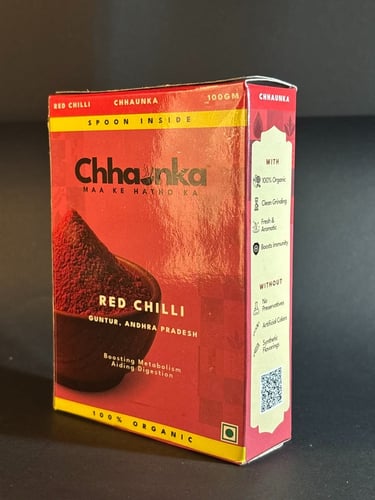 RED CHILLI CHHAUNKA 100GM
SPOON INSIDE
Chhaunka
MAA KE HATHO KA
RED CHILLI
GUNTUR, ANDHRA PRADESH
Boosting Metabolism
Aiding Digestion
100% ORGANIC
CHHAUNKA
WITH
100% Organic
Clean Grinding
Fresh &
Aromatic
Boosts Immunity
WITHOUT
No
Preservatives
Artificial Colors
Synthetic
Flavorings